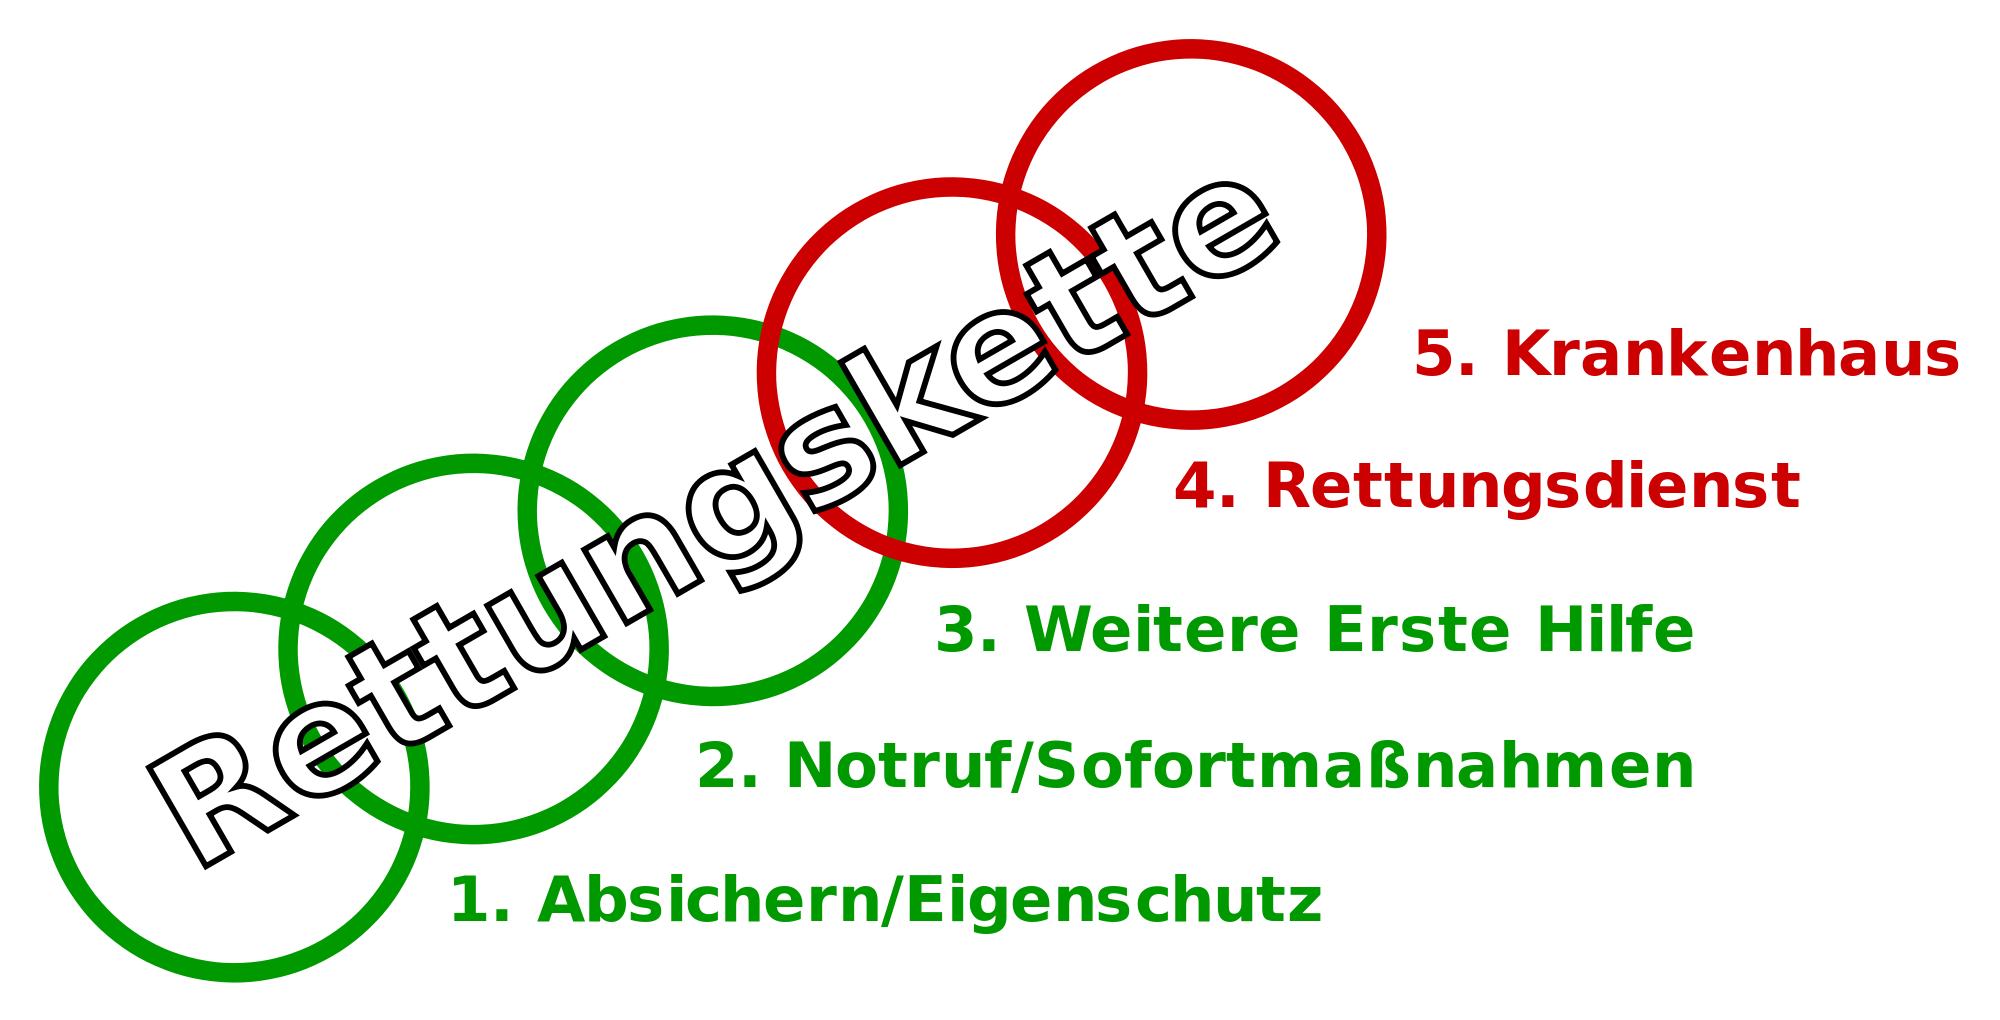 Rettungskette
5. Krankenhaus
4. Rettungsdienst
3. Weitere Erste Hilfe
2. Notruf/Sofortmaßnahmen
1. Absichern/Eigenschutz